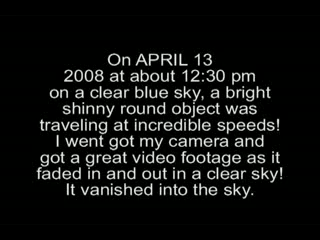 On APRIL 13
2008 at about 12:30 pm
on a clear blue sky, a bright
shinny round object was
traveling at incredible speeds!
I went got my camera and
got a great video footage as it
faded in and out in a clear sky!
It vanished into the sky.